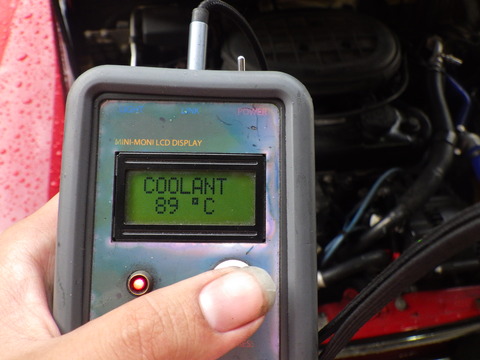 POWER
MINI-MONI LCD DISPLAY
COOLANT
89 °C